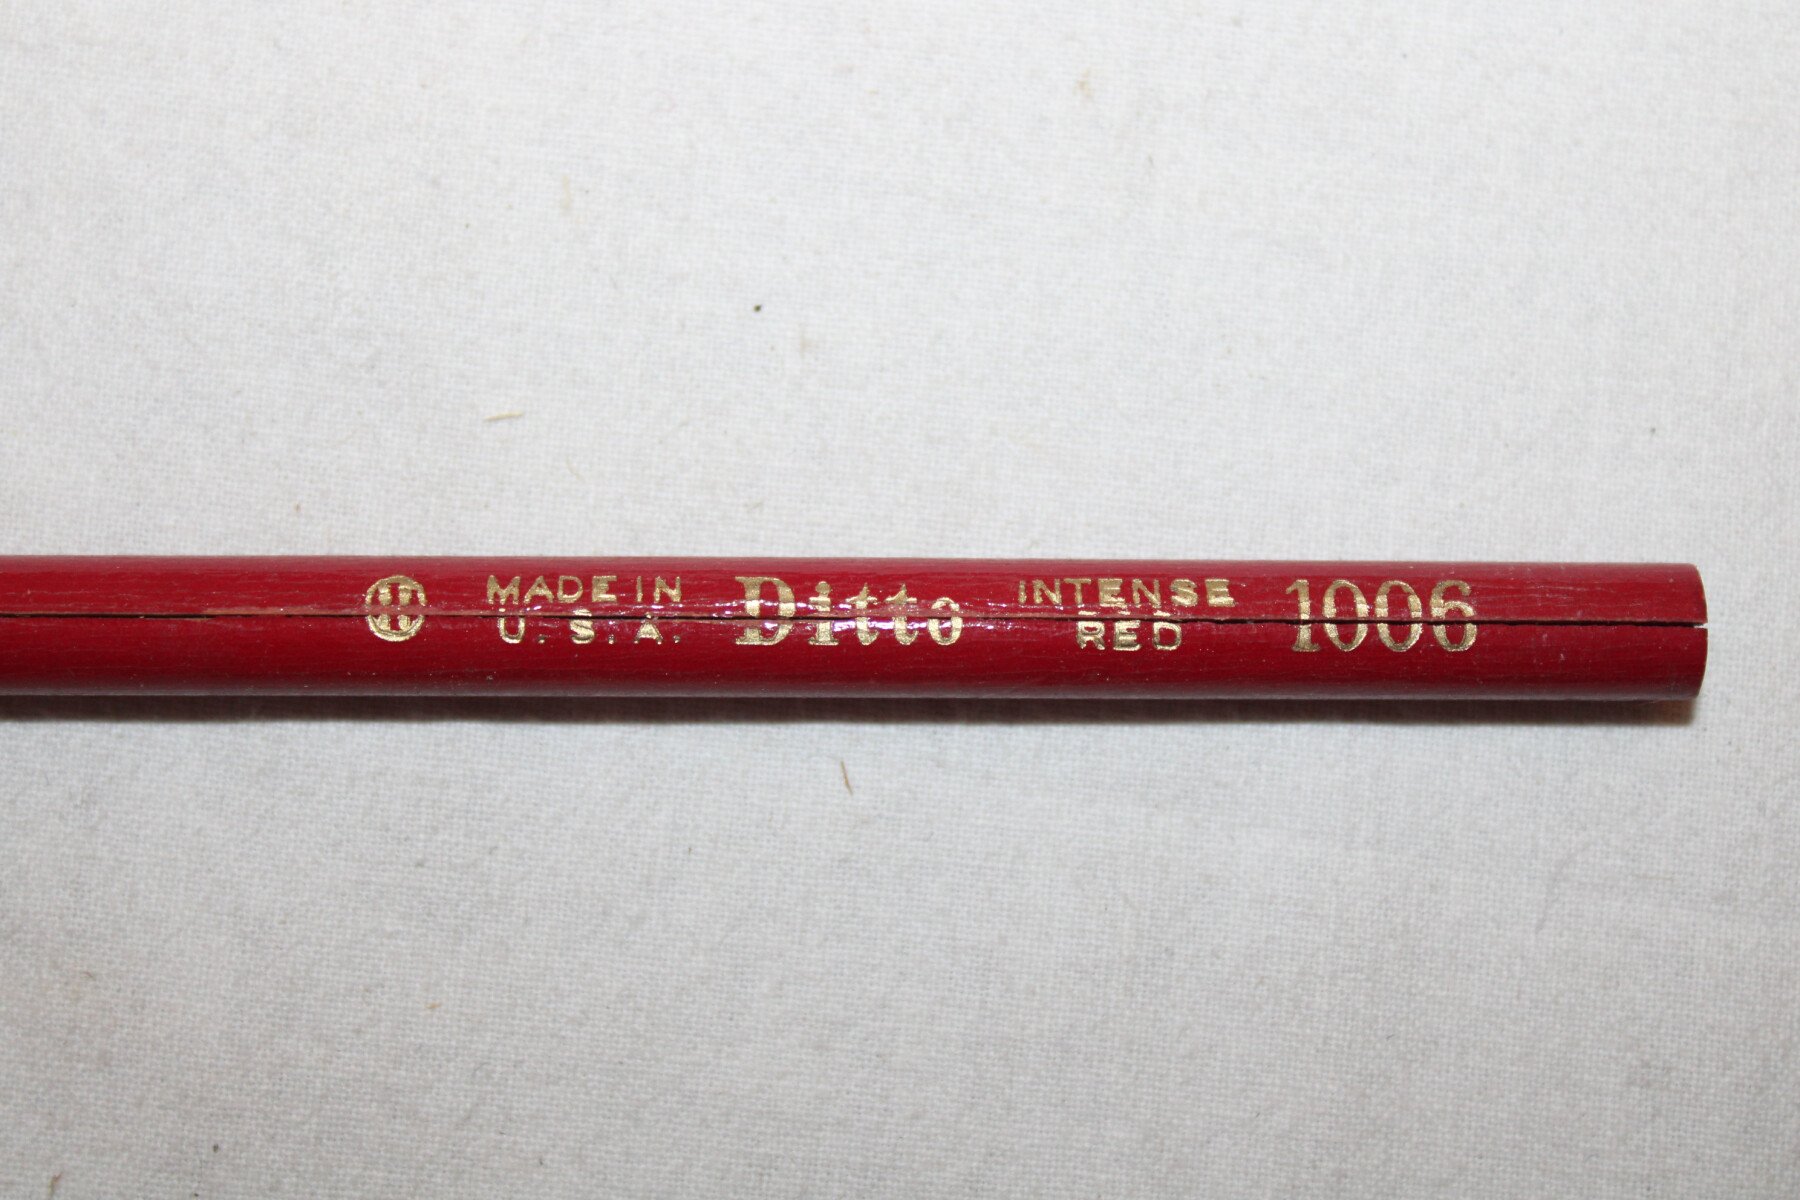 MADE IN
U.S.A.
Ditto
INTENSE
RED
1006